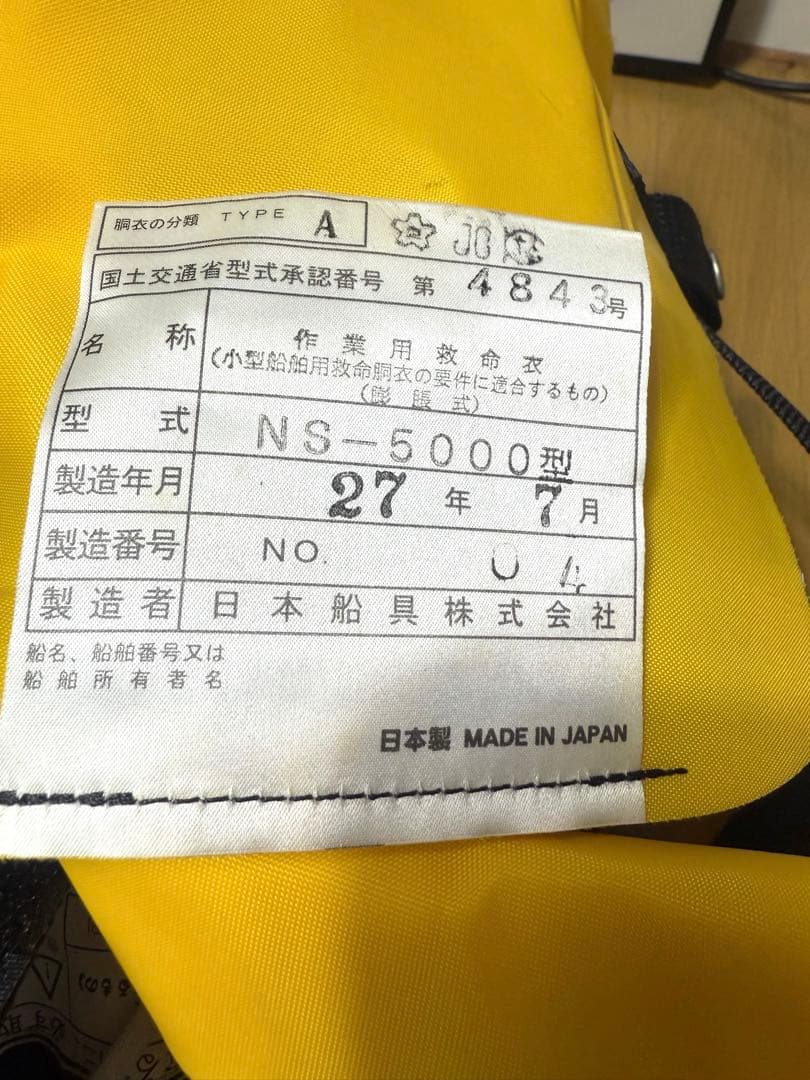 胴衣の分類 TYPE A JCI
国土交通省型式承認番号 第 4843号
名称 作業用救命衣
(小型船舶用救命胴衣の要件に適合するもの)
(膨脹式)
型式 NS-5000型
製造年月 27年 7月
製造番号 NO. 04
製造者 日本船具株式会社
船名、船舶番号又は
船舶所有者名
日本製 MADE IN JAPAN